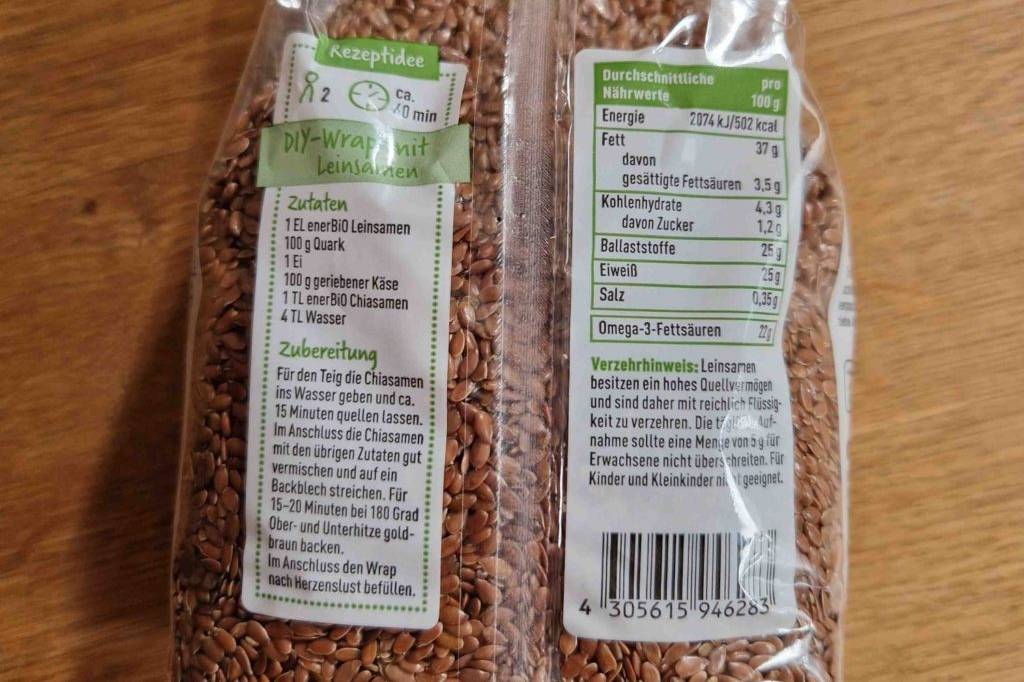 Rezeptidee
2
ca.
40 min
DIY-Wrap mit
Leinsamen
Zutaten
1 EL enerBiO Leinsamen
100 g Quark
1 Ei
100 g geriebener Käse
1 TL enerBiO Chiasamen
4 TL Wasser
Zubereitung
Für den Teig die Chiasamen
ins Wasser geben und ca.
15 Minuten quellen lassen.
Im Anschluss die Chiasamen
mit den übrigen Zutaten gut
vermischen und auf ein
Backblech streichen. Für
15-20 Minuten bei 180 Grad
Ober- und Unterhitze gold-
braun backen.
Im Anschluss den Wrap
nach Herzenslust befüllen.
Durchschnittliche pro
Nährwerte 100 g
Energie 2074 kJ/502 kcal
Fett 37 g
davon
gesättigte Fettsäuren 3,5 g
Kohlenhydrate 4,3 g
davon Zucker 1,2 g
Ballaststoffe 25 g
Eiweiß 25 g
Salz 0,35 g
Omega-3-Fettsäuren 22 g
Verzehrhinweis: Leinsamen
besitzen ein hohes Quellvermögen
und sind daher mit reichlich Flüssig-
keit zu verzehren. Die tägliche Auf-
nahme sollte eine Menge von 5 g für
Erwachsene nicht überschreiten. Für
Kinder und Kleinkinder nicht geeignet.
4 305615 946283